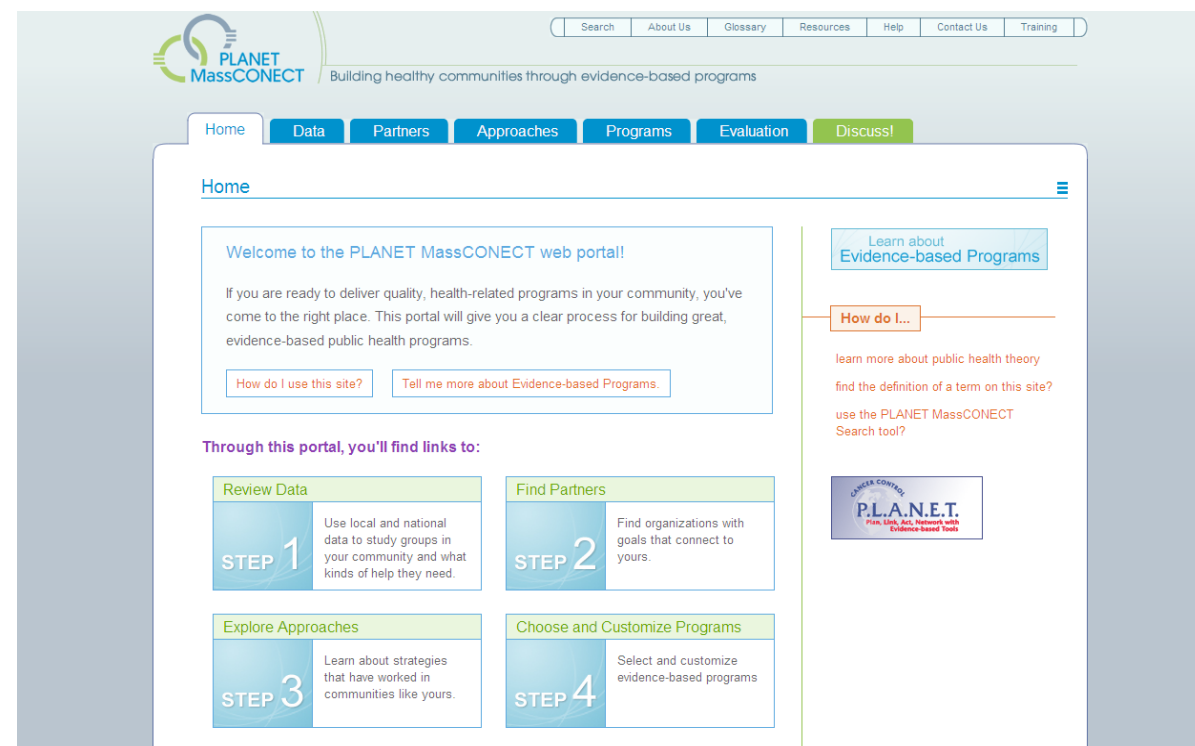 Search
About Us
Glossary
Resources
Help
Contact Us
Training
PLANET
MassCONECT
Building healthy communities through evidence-based programs
Home
Data
Partners
Approaches
Programs
Evaluation
Discuss!
Home
Welcome to the PLANET MassCONECT web portal!
If you are ready to deliver quality, health-related programs in your community, you've
come to the right place. This portal will give you a clear process for building great,
evidence-based public health programs.
How do I use this site?
Tell me more about Evidence-based Programs.
Through this portal, you'll find links to:
Review Data
STEP 1
Use local and national
data to study groups in
your community and what
kinds of help they need.
Find Partners
STEP 2
Find organizations with
goals that connect to
yours.
Explore Approaches
STEP 3
Learn about strategies
that have worked in
communities like yours.
Choose and Customize Programs
STEP 4
Select and customize
evidence-based programs
Learn about
Evidence-based Programs
How do I...
learn more about public health theory
find the definition of a term on this site?
use the PLANET MassCONECT
Search tool?
CANCER CONTROL
P.L.A.N.E.T.
Plan, Link, Act, Network with
Evidence-based Tools